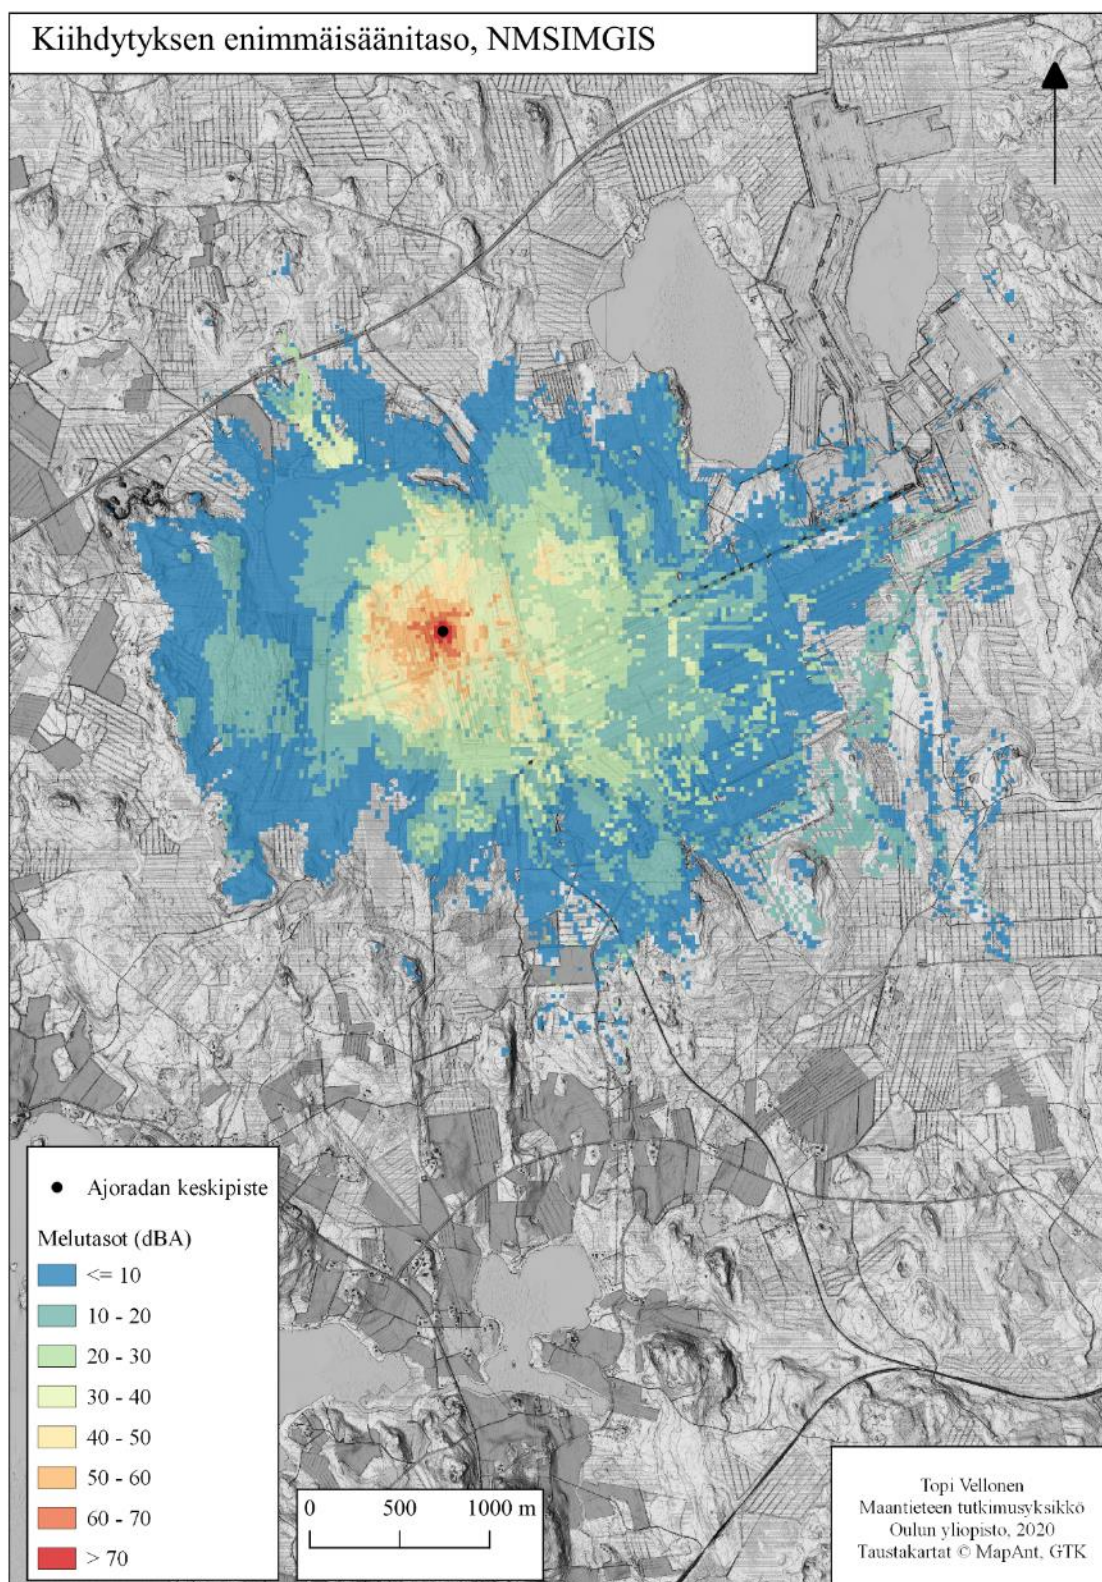 Kiihdytyksen enimmäisäänitaso, NMSIMGIS
Ajoradan keskipiste
Melutasot (dBA)
<= 10
10 - 20
20 - 30
30 - 40
40 - 50
50 - 60
60 - 70
> 70
0 500 1000 m
Topi Vellonen
Maantieteen tutkimusyksikkö
Oulun yliopisto, 2020
Taustakartat © MapAnt, GTK